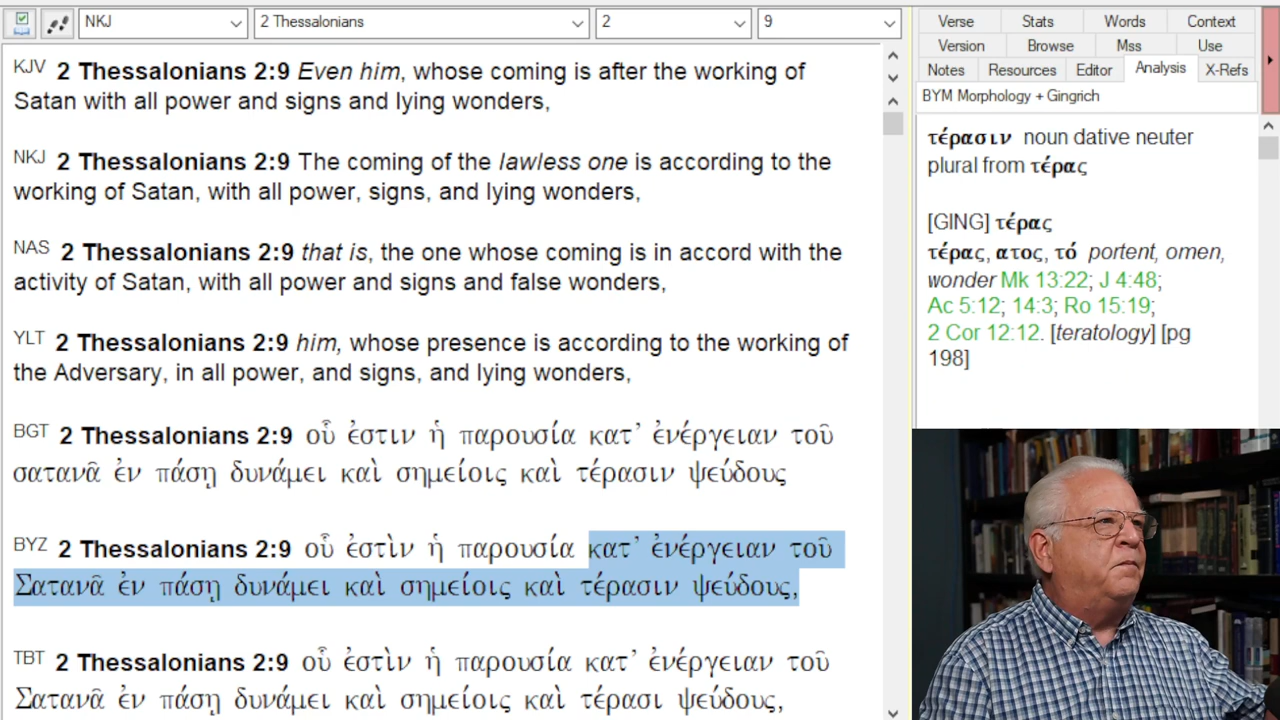 NKJ 2 Thessalonians 2 9
KJV 2 Thessalonians 2:9 Even him, whose coming is after the working of
Satan with all power and signs and lying wonders,
NKJ 2 Thessalonians 2:9 The coming of the lawless one is according to the
working of Satan, with all power, signs, and lying wonders,
NAS 2 Thessalonians 2:9 that is, the one whose coming is in accord with the
activity of Satan, with all power and signs and false wonders,
YLT 2 Thessalonians 2:9 him, whose presence is according to the working of
the Adversary, in all power, and signs, and lying wonders,
BGT 2 Thessalonians 2:9 οὗ ἐστιν ἡ παρουσία κατ᾽ ἐνέργειαν τοῦ
σατανᾶ ἐν πάσῃ δυνάμει καὶ σημείοις καὶ τέρασιν ψεύδους
BYZ 2 Thessalonians 2:9 οὗ ἐστὶν ἡ παρουσία κατ᾽ ἐνέργειαν τοῦ
Σατανᾶ ἐν πάσῃ δυνάμει καὶ σημείοις καὶ τέρασιν ψεύδους,
TBT 2 Thessalonians 2:9 οὗ ἐστὶν ἡ παρουσία κατ᾽ ἐνέργειαν τοῦ
Σατανᾶ ἐν πάσῃ δυνάμει καὶ σημείοις καὶ τέρασι ψεύδους,
Verse Stats Words Context
Version Browse Mss Use
Notes Resources Editor Analysis X-Refs
BYM Morphology + Gingrich
τέρασιν noun dative neuter
plural from τέρας
[GING] τέρας
τέρας, ατος, τό portent, omen,
wonder Mk 13:22; J 4:48;
Ac 5:12; 14:3; Ro 15:19;
2 Cor 12:12. [teratology] [pg
198]